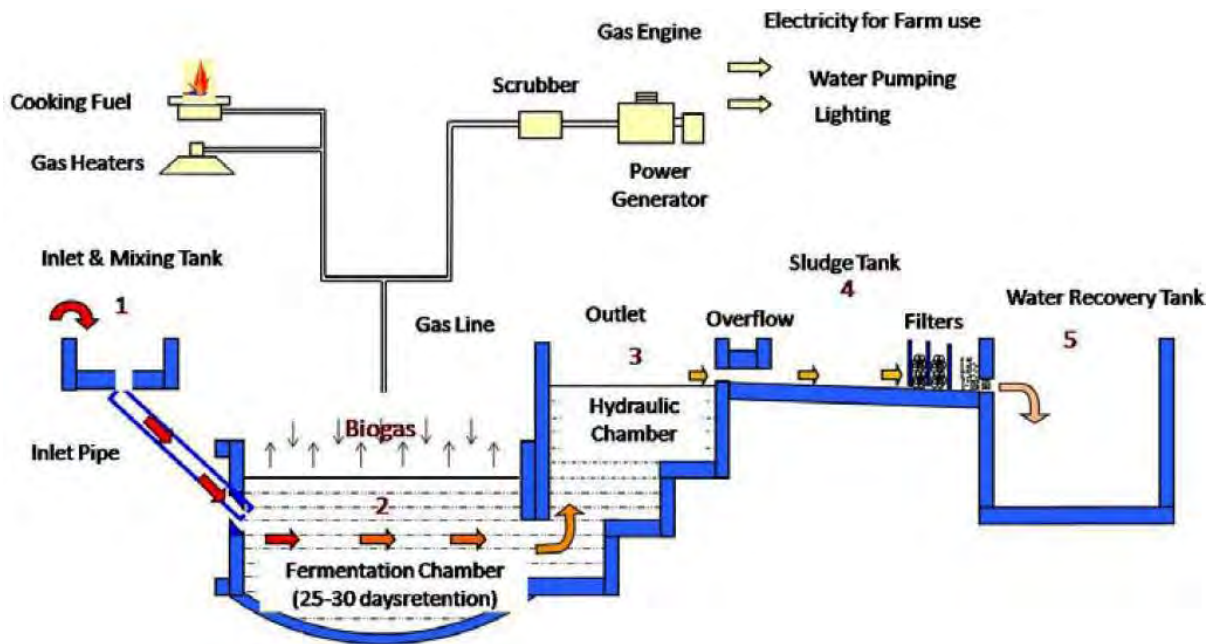 Gas Engine
Electricity for Farm use
Cooking Fuel
Scrubber
Water Pumping
Lighting
Gas Heaters
Power
Generator
Inlet & Mixing Tank
1
Gas Line
Outlet
3
Overflow
Sludge Tank
4
Filters
Water Recovery Tank
5
Inlet Pipe
Biogas
Hydraulic
Chamber
2
Fermentation Chamber
(25-30 daysretention)